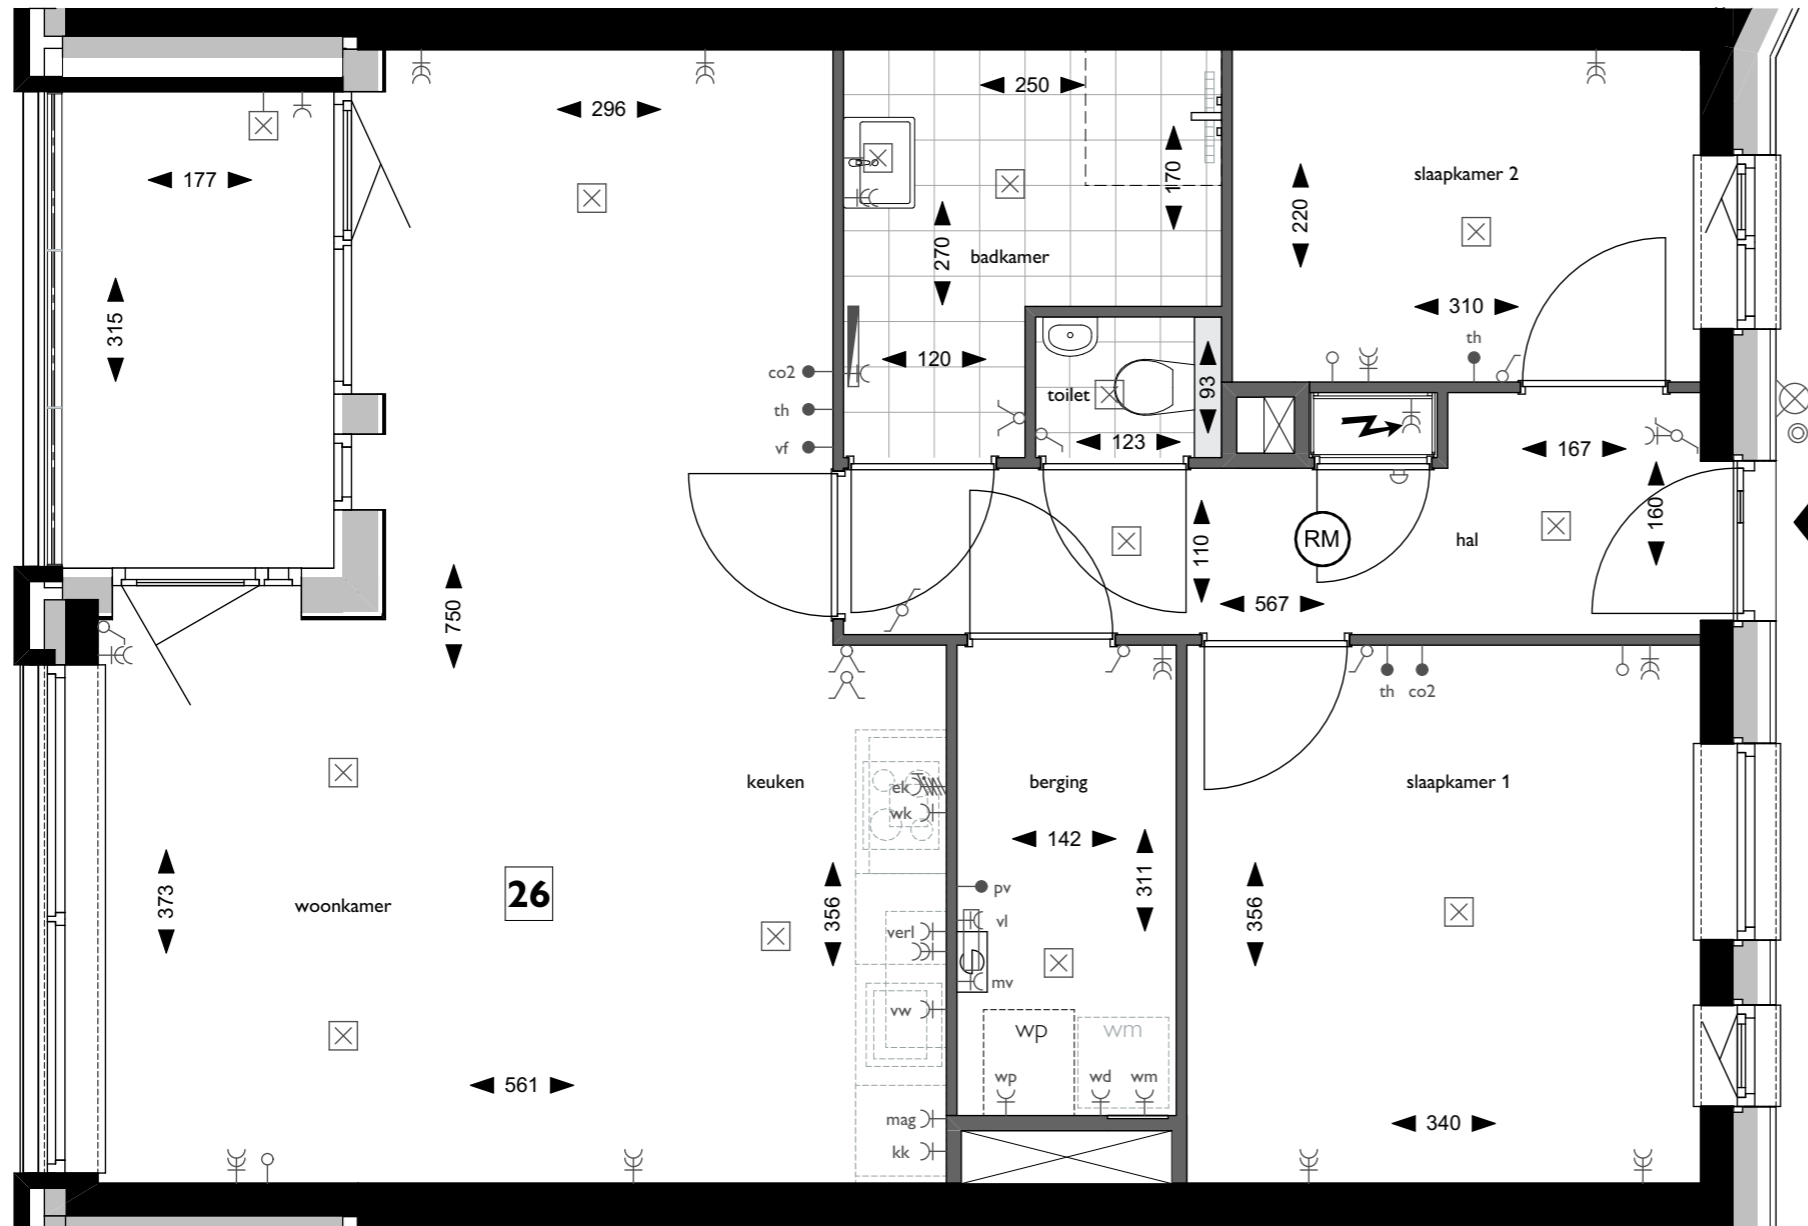 250
296
170
slaapkamer 2
177
220
270
badkamer
310
315
th
120
co2
93
toilet
th
123
vf
167
160
110
RM
hal
567
750
th
co2
keuken
berging
slaapkamer 1
ek
wk
142
311
356
356
373
26
woonkamer
pv
vl
verl
mv
vw
wp
wm
wp
wd
wm
561
mag
340
kk